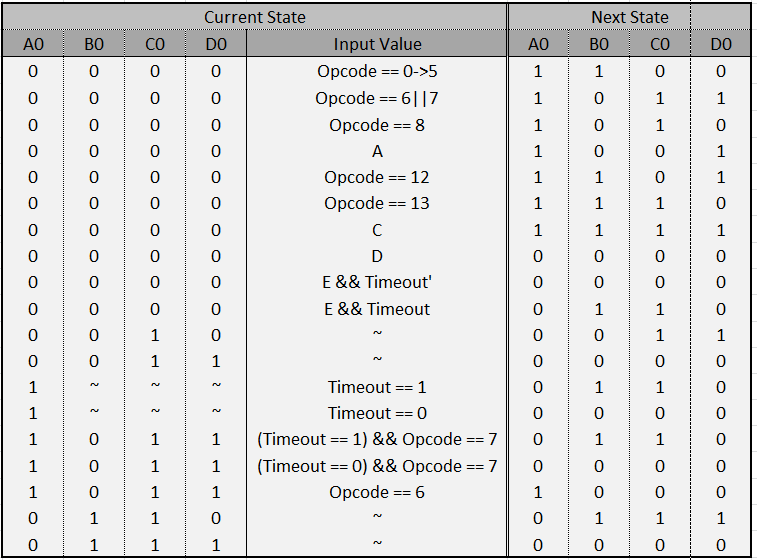 Current State Next State
A0 B0 C0 D0 Input Value A0 B0 C0 D0
0 0 0 0 Opcode == 0->5 1 1 0 0
0 0 0 0 Opcode == 6||7 1 0 1 1
0 0 0 0 Opcode == 8 1 0 1 0
0 0 0 0 A 1 0 0 1
0 0 0 0 Opcode == 12 1 1 0 1
0 0 0 0 Opcode == 13 1 1 1 0
0 0 0 0 C 1 1 1 1
0 0 0 0 D 0 0 0 0
0 0 0 0 E && Timeout' 0 0 0 0
0 0 0 0 E && Timeout 0 1 1 0
0 0 1 0 ~ 0 0 1 1
0 0 1 1 ~ 0 0 0 0
1 ~ ~ ~ Timeout == 1 0 1 1 0
1 ~ ~ ~ Timeout == 0 0 0 0 0
1 0 1 1 (Timeout == 1) && Opcode == 7 0 1 1 0
1 0 1 1 (Timeout == 0) && Opcode == 7 0 0 0 0
1 0 1 1 Opcode == 6 1 0 0 0
0 1 1 0 ~ 0 1 1 1
0 1 1 1 ~ 0 0 0 0